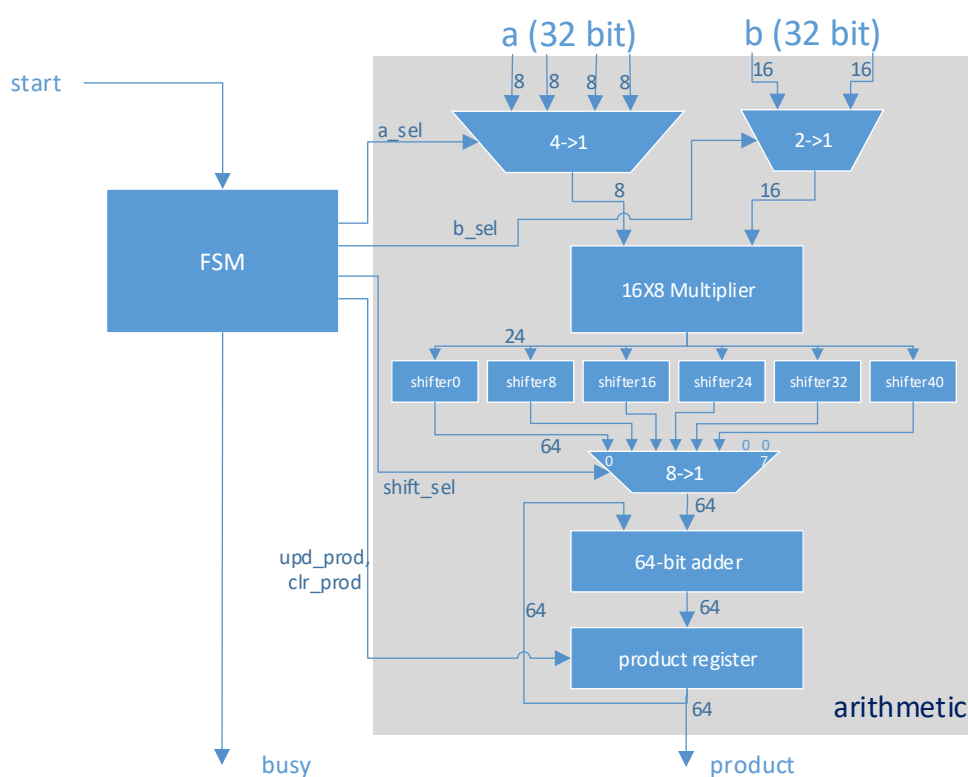 a (32 bit)
b (32 bit)
start
8
8
8
8
16
16
a_sel
4->1
2->1
8
16
b_sel
FSM
16X8 Multiplier
24
shifter0
shifter8
shifter16
shifter24
shifter32
shifter40
64
0 0
0
7
8->1
shift_sel
64
upd_prod,
clr_prod
64-bit adder
64
64
product register
64
arithmetic
busy
product